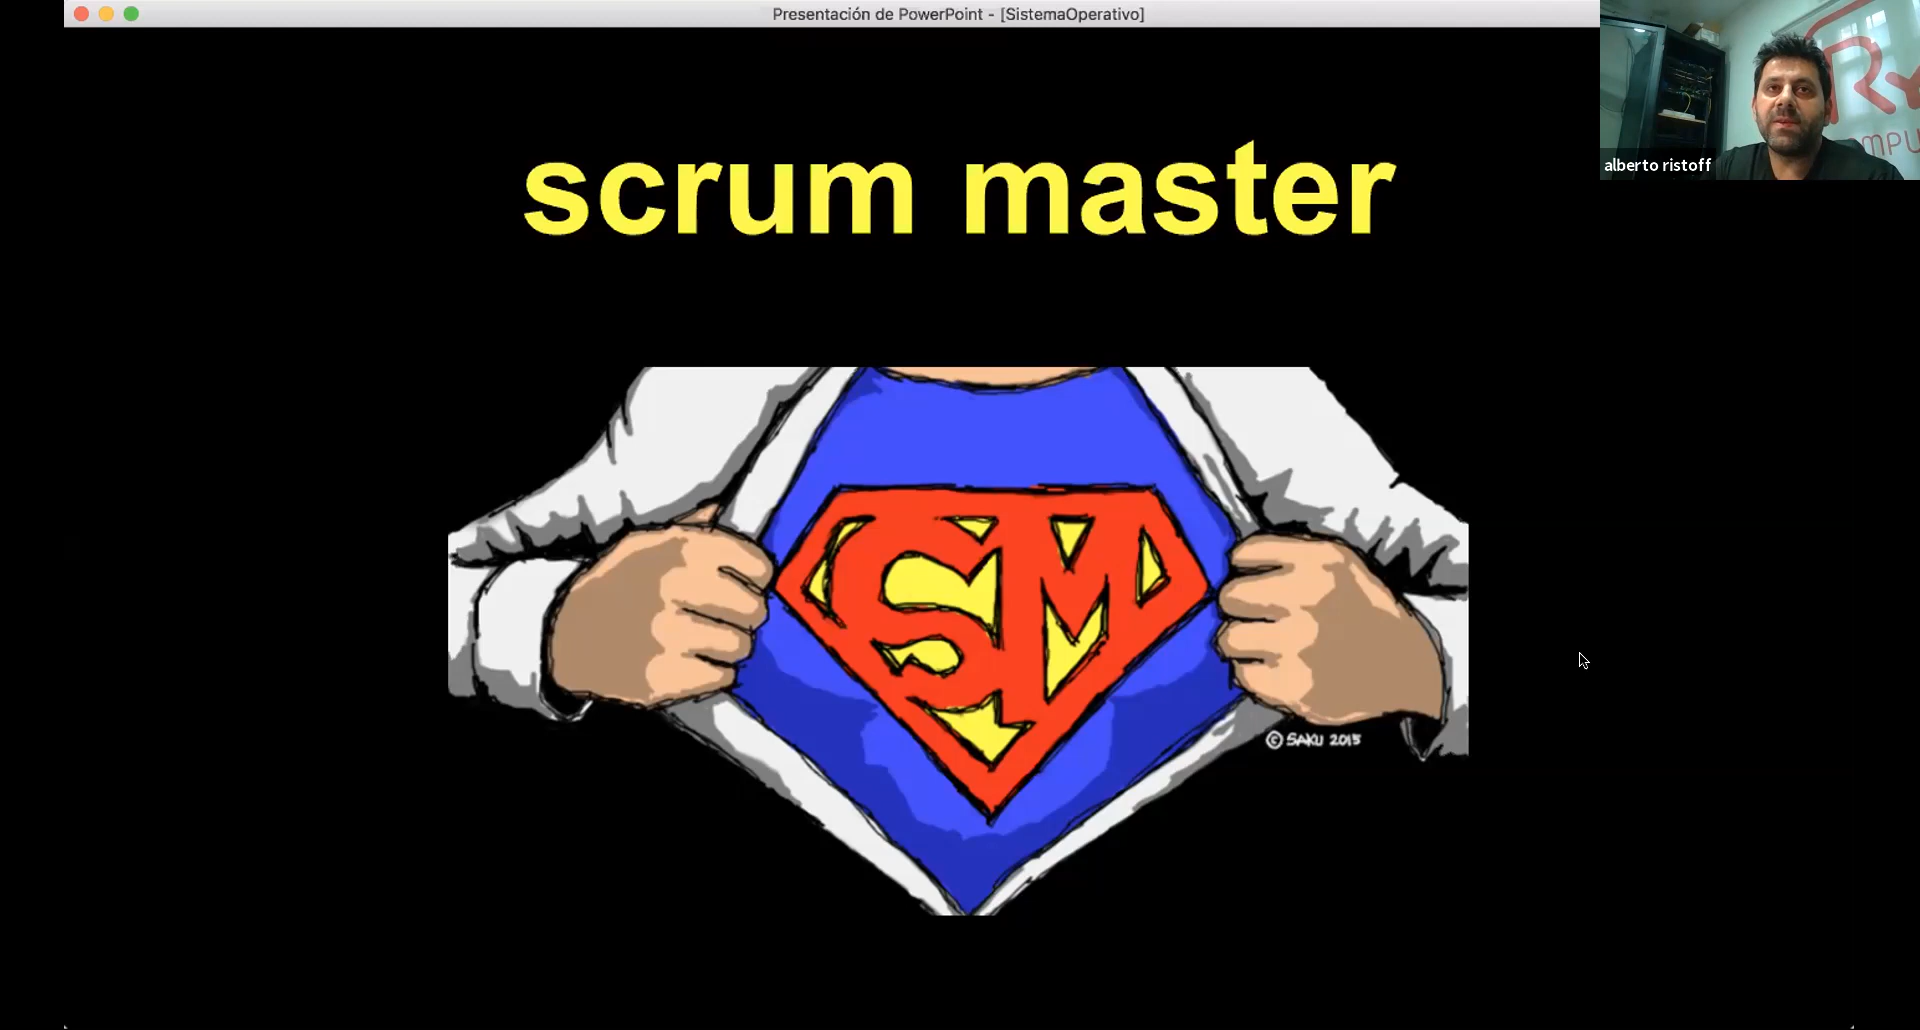 Presentación de PowerPoint - [SistemaOperativo]
alberto ristoff
scrum master
SM
© SAKU 2015